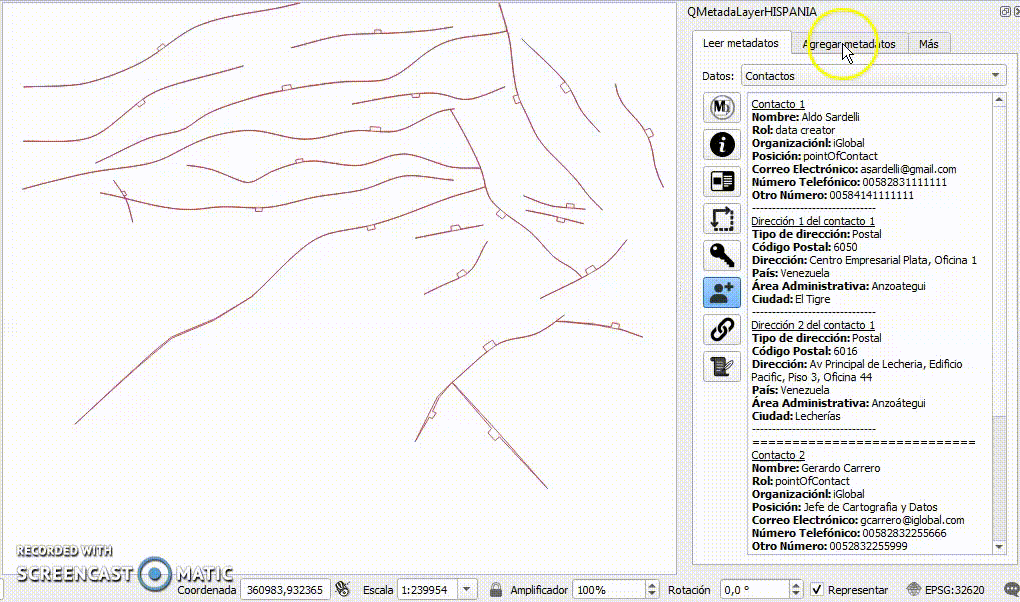 QMetadaLayerHISPANIA
Leer metadatos
Agregar metadatos
Más
Datos:
Contactos
Contacto 1
Nombre: Aldo Sardelli
Rol: data creator
Organizaciónl: iGlobal
Posición: pointOfContact
Correo Electrónico: asardelli@gmail.com
Número Telefónico: 00582831111111
Otro Número: 00584141111111
-------------------------------
Dirección 1 del contacto 1
Tipo de dirección: Postal
Código Postal: 6050
Dirección: Centro Empresarial Plata, Oficina 1
País: Venezuela
Área Administrativa: Anzoategui
Ciudad: El Tigre
-------------------------------
Dirección 2 del contacto 1
Tipo de dirección: Postal
Código Postal: 6016
Dirección: Av Principal de Lecheria, Edificio
Pacific, Piso 3, Oficina 44
País: Venezuela
Área Administrativa: Anzoátegui
Ciudad: Lecherías
-------------------------------
============================
Contacto 2
Nombre: Gerardo Carrero
Rol: pointOfContact
Organizaciónl: iGlobal
Posición: Jefe de Cartografia y Datos
Correo Electrónico: gcarrero@iglobal.com
Número Telefónico: 00582832255666
Otro Número: 0052832255999
RECORDED WITH
SCREENCAST MATIC
Coordenada 360983,932365 Escala 1:239954 Amplificador 100% Rotación 0,0 ° Representar EPSG:32620